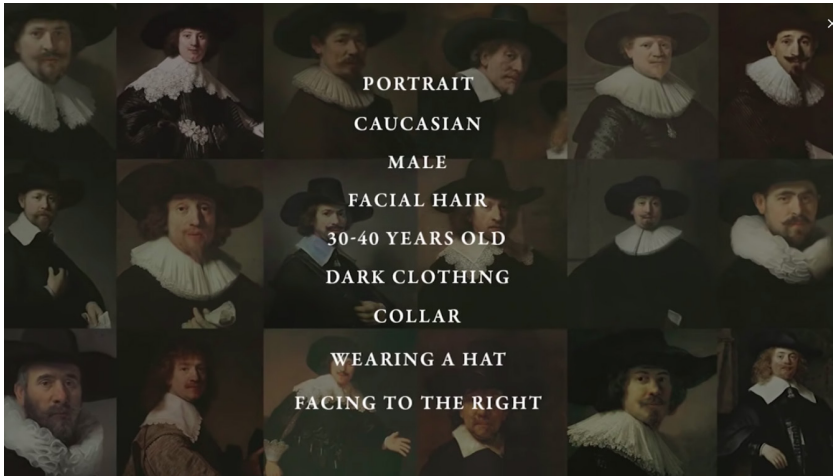 PORTRAIT
CAUCASIAN
MALE
FACIAL HAIR
30-40 YEARS OLD
DARK CLOTHING
COLLAR
WEARING A HAT
FACING TO THE RIGHT